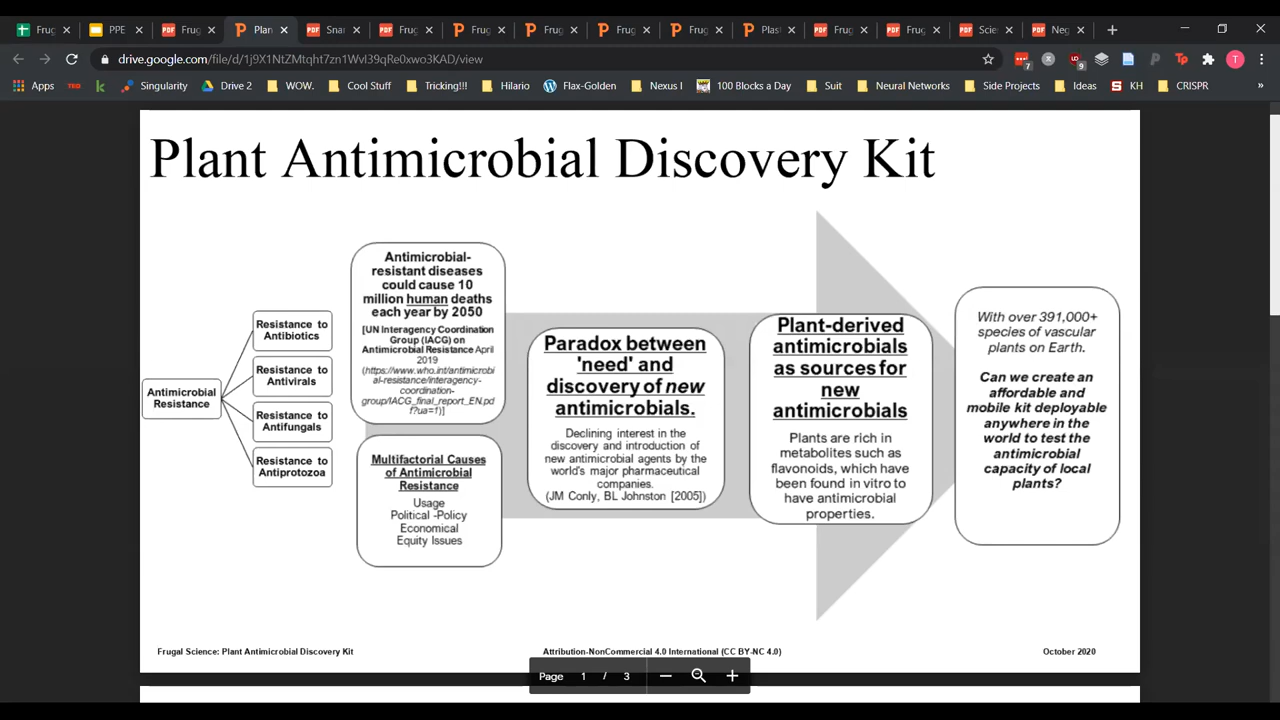 Frug
PPE
Frug
Plan
Snar
Frug
Frug
Frug
Frug
Frug
Plast
Frug
Frug
Scie
Neg
drive.google.com/file/d/1j9X1NtZMtqht7zn1WvI39qRe0xwo3KAD/view
7
9
T
Apps
TEQ
Singularity
Drive 2
WOW.
Cool Stuff
Tricking!!!
Hilario
Flax-Golden
Nexus I
100 Blocks a Day
Suit
Neural Networks
Side Projects
Ideas
KH
CRISPR
»
Plant Antimicrobial Discovery Kit
Antimicrobial
Resistance
Resistance to
Antibiotics
Resistance to
Antivirals
Resistance to
Antifungals
Resistance to
Antiprotozoa
Antimicrobial-
resistant diseases
could cause 10
million human deaths
each year by 2050
[UN Interagency Coordination
Group (IACG) on
Antimicrobial Resistance April
2019
(https://www.who.int/antimicrobi
al-resistance/interagency-
coordination-
group/IACG_final_report_EN.pd
f?ua=1)]
Multifactorial Causes
of Antimicrobial
Resistance
Usage
Political -Policy
Economical
Equity Issues
Paradox between
'need' and
discovery of new
antimicrobials.
Declining interest in the
discovery and introduction of
new antimicrobial agents by the
world's major pharmaceutical
companies.
(JM Conly, BL Johnston [2005])
Plant-derived
antimicrobials
as sources for
new
antimicrobials
Plants are rich in
metabolites such as
flavonoids, which have
been found in vitro to
have antimicrobial
properties.
With over 391,000+
species of vascular
plants on Earth.
Can we create an
affordable and
mobile kit deployable
anywhere in the
world to test the
antimicrobial
capacity of local
plants?
Frugal Science: Plant Antimicrobial Discovery Kit
Attribution-NonCommercial 4.0 International (CC BY-NC 4.0)
October 2020
Page 1 / 3